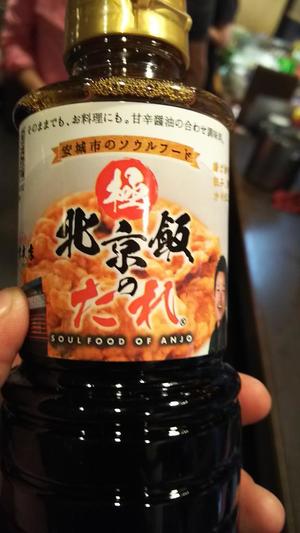 そのままでも、お料理にも。甘辛醤油の合わせ調味料。
安城市のソウルフード
極
北京飯
の
たれ®
SOUL FOOD OF ANJO